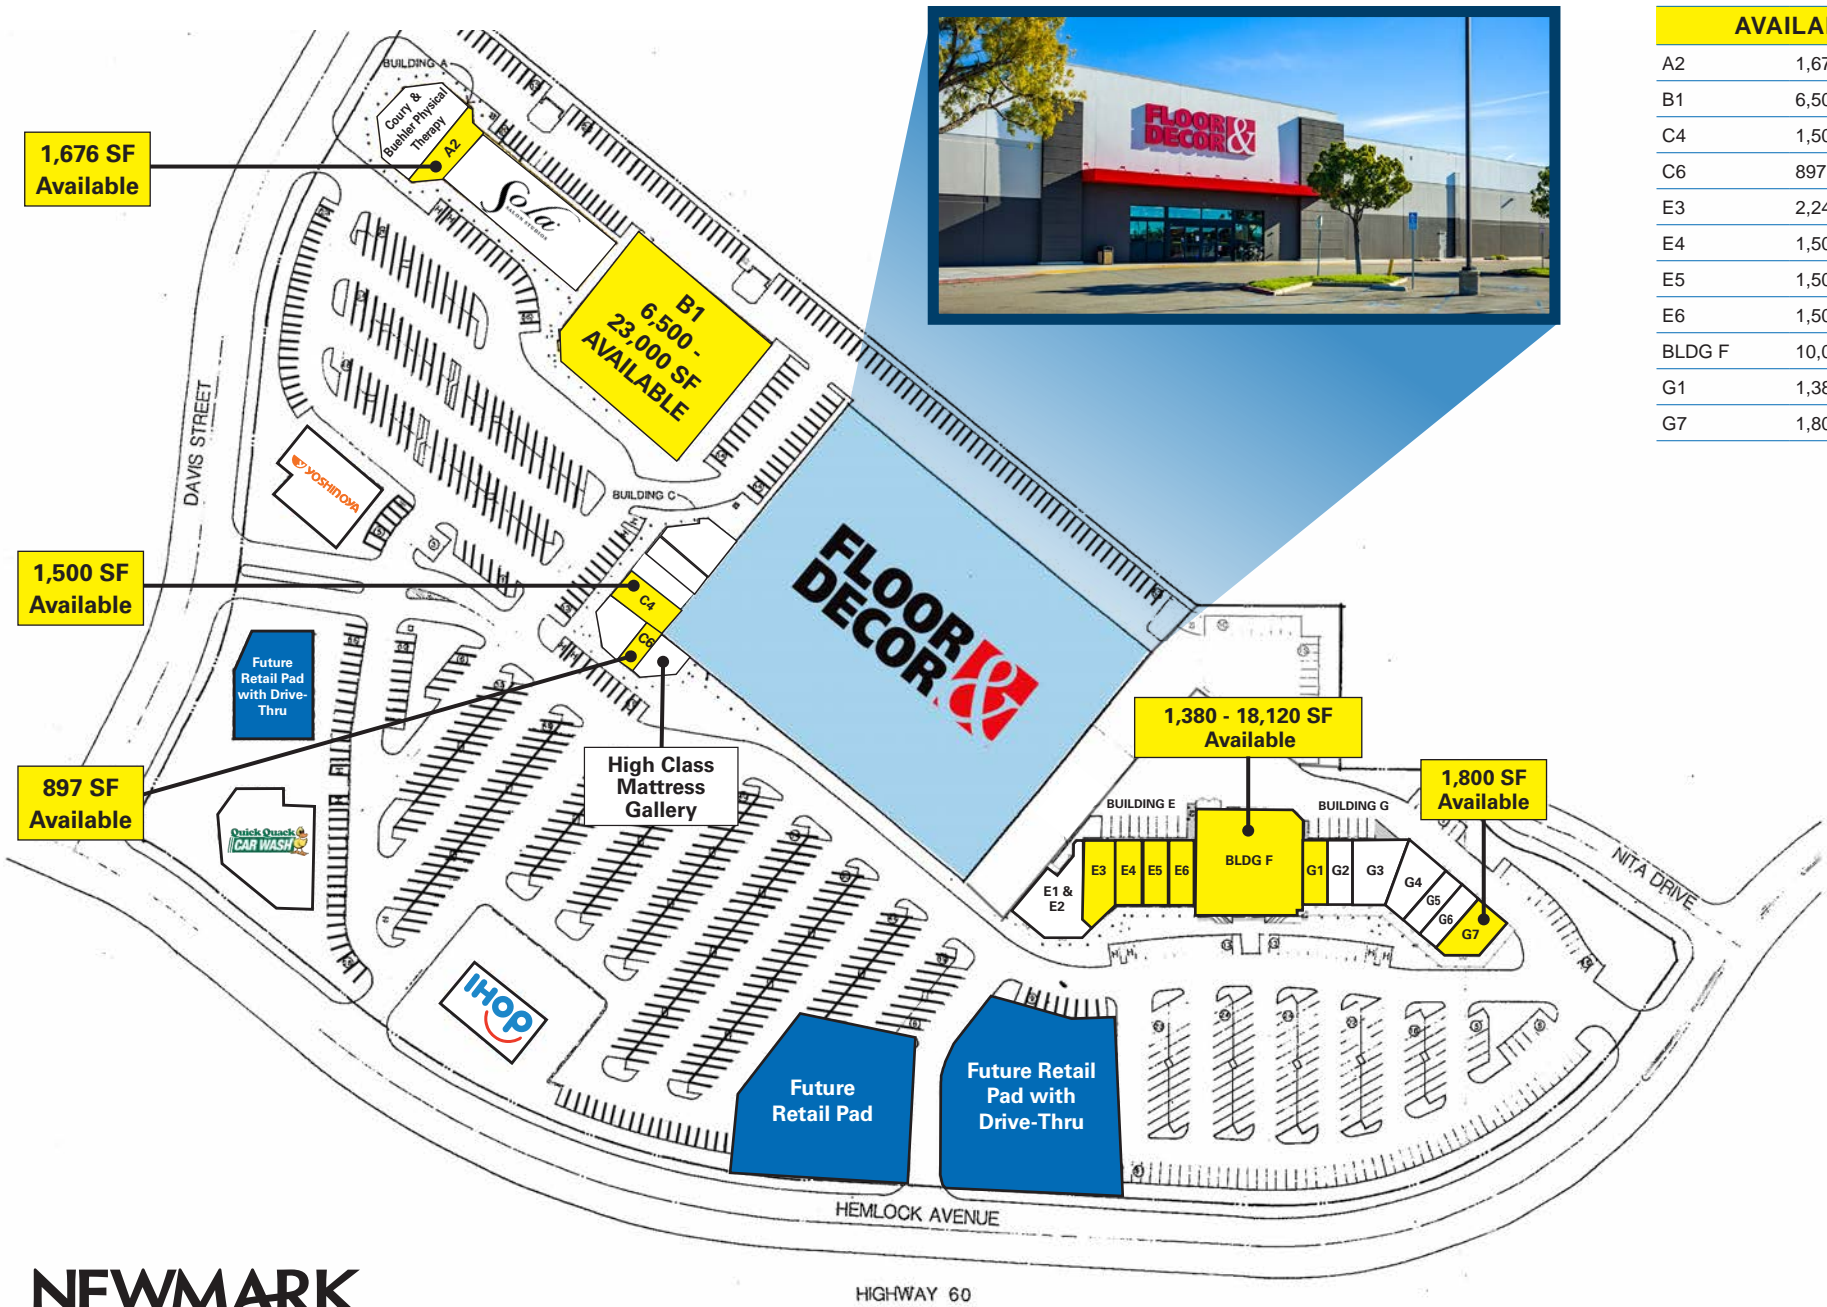 AVAILA
A2 1,67
B1 6,50
C4 1,50
C6 897
E3 2,24
E4 1,50
E5 1,50
E6 1,50
BLDG F 10,0
G1 1,38
G7 1,80
FLOOR
& DECOR
BUILDING A
Coury &
Buehler Physical
Therapy
A2
1,676 SF
Available
Sola
SALON STUDIOS
B1
6,500 -
23,000 SF
AVAILABLE
DAVIS STREET
YOSHINOYA
BUILDING C
1,500 SF
Available
C4
C6
FLOOR
& DECOR
Future
Retail Pad
with Drive-
Thru
897 SF
Available
High Class
Mattress
Gallery
Quick Quack
CAR WASH
1,380 - 18,120 SF
Available
1,800 SF
Available
BUILDING E
BUILDING G
E1 &
E2
E3
E4
E5
E6
BLDG F
G1
G2
G3
G4
G5
G6
G7
NITA DRIVE
IHOP
Future
Retail Pad
Future Retail
Pad with
Drive-Thru
HEMLOCK AVENUE
HIGHWAY 60
NEWMARK